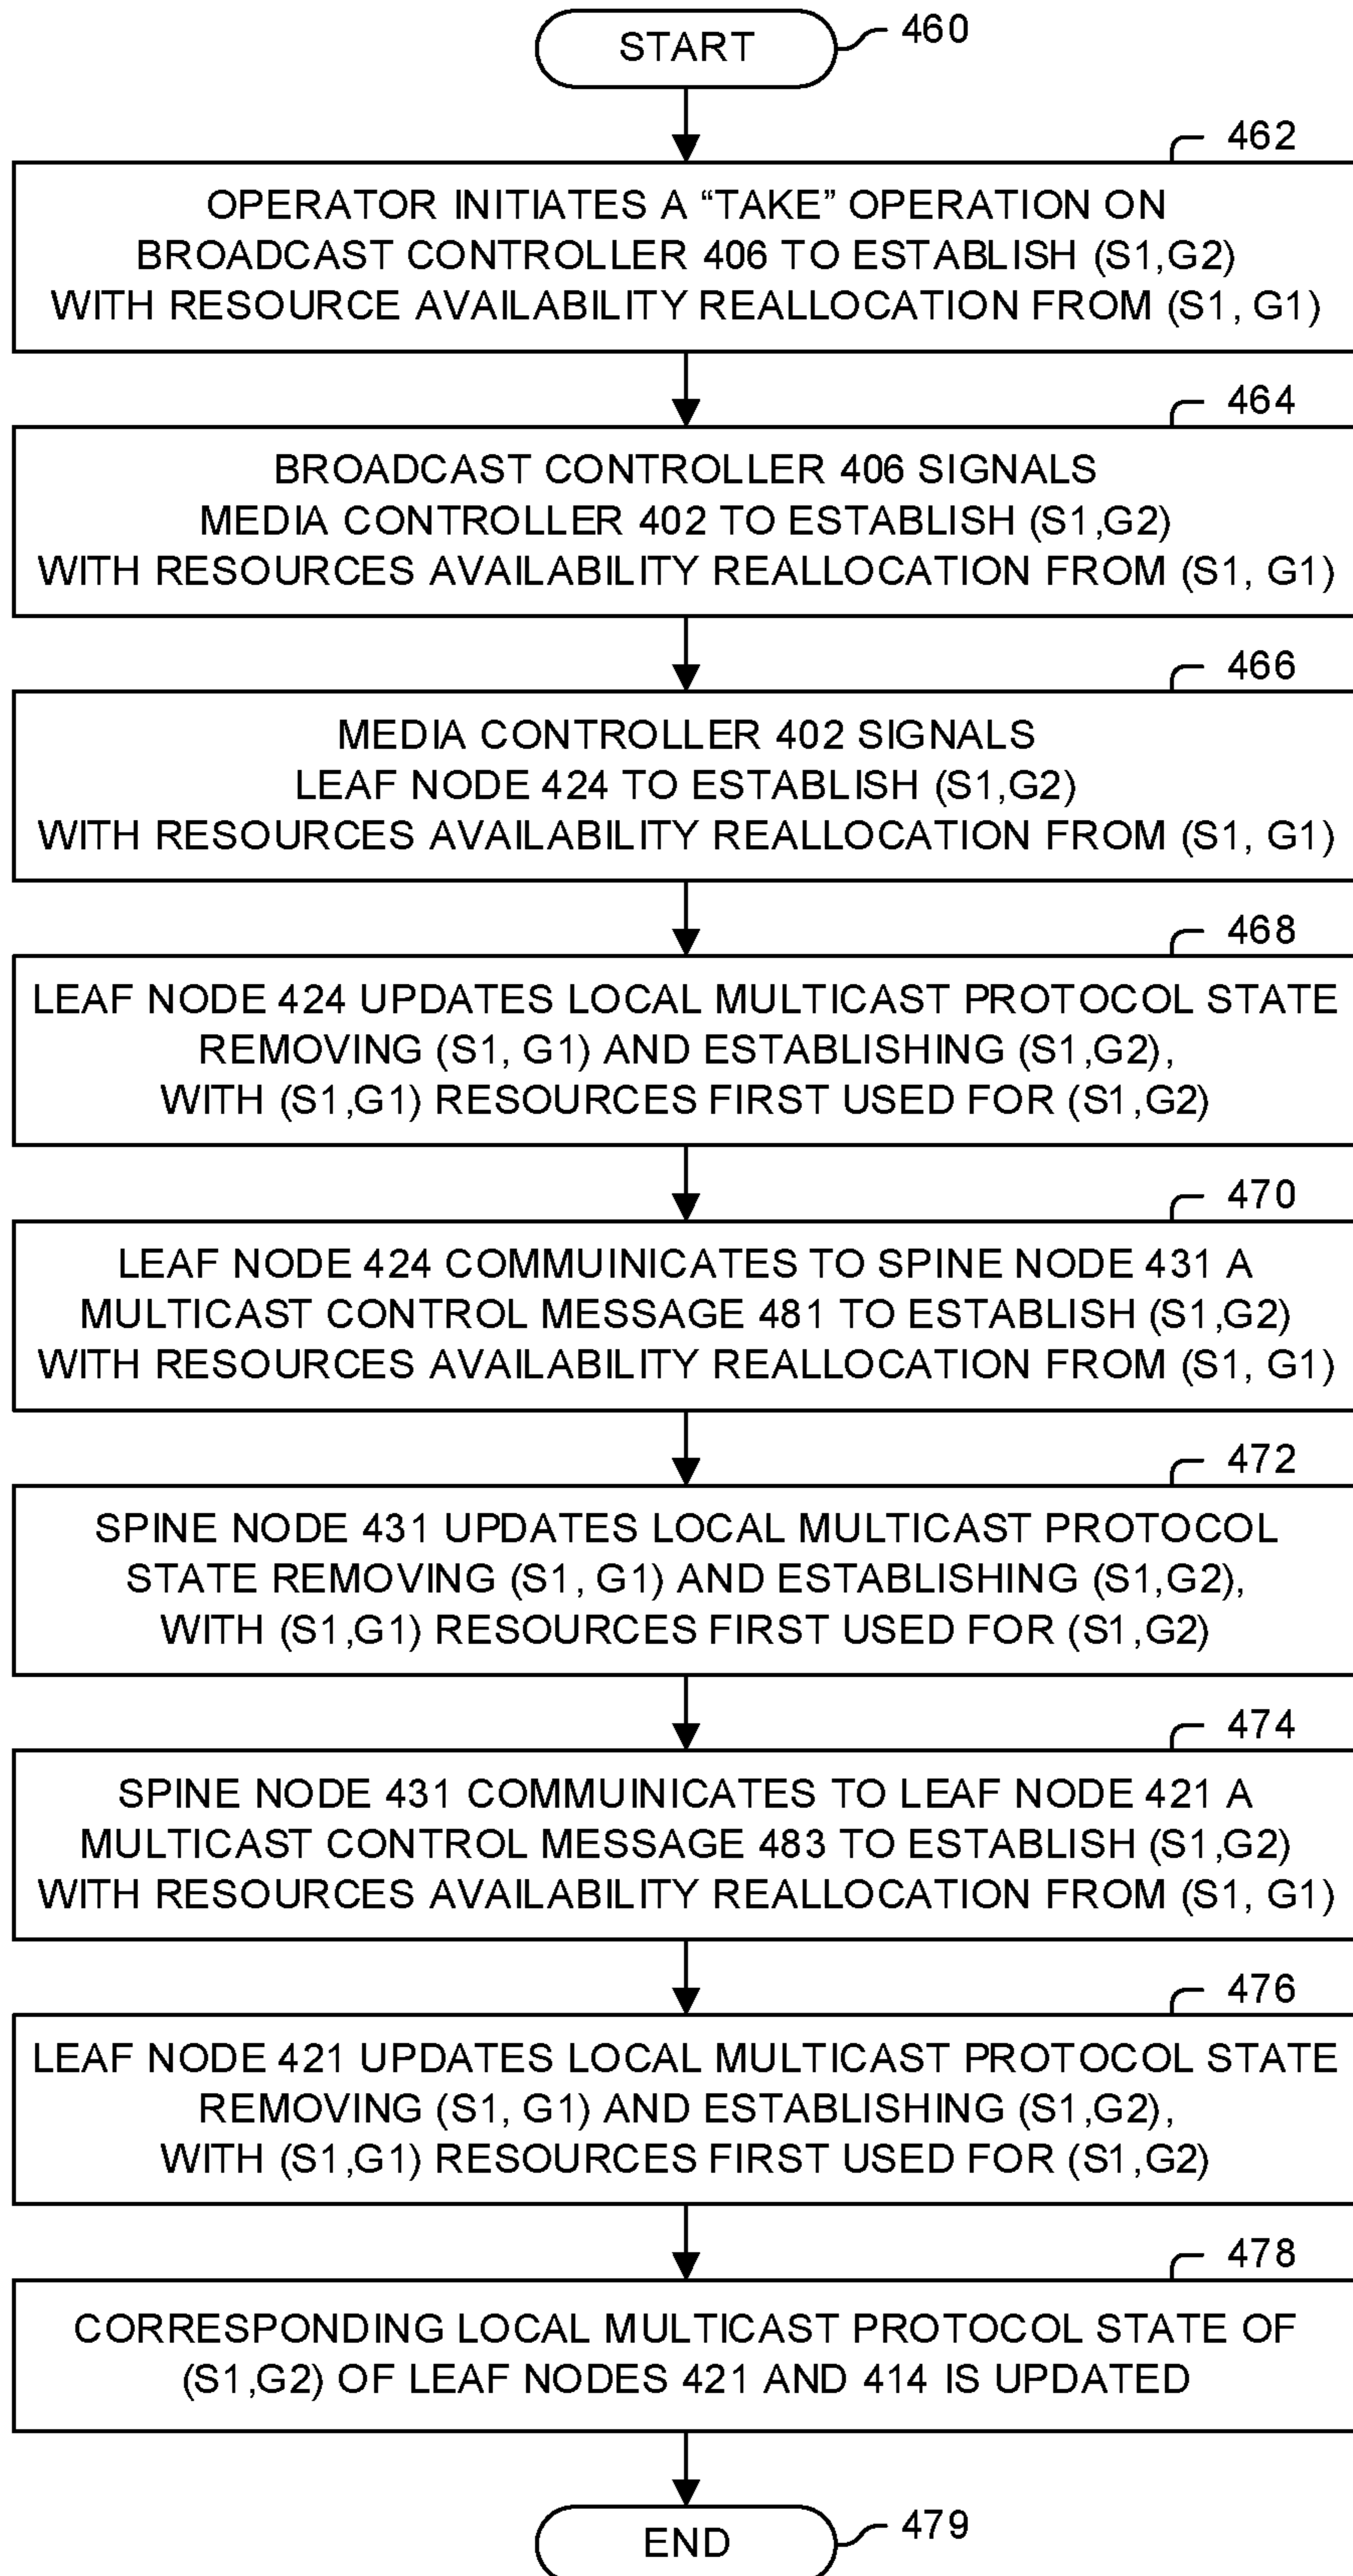 START
460
462
OPERATOR INITIATES A “TAKE” OPERATION ON
BROADCAST CONTROLLER 406 TO ESTABLISH (S1,G2)
WITH RESOURCE AVAILABILITY REALLOCATION FROM (S1, G1)
464
BROADCAST CONTROLLER 406 SIGNALS
MEDIA CONTROLLER 402 TO ESTABLISH (S1,G2)
WITH RESOURCES AVAILABILITY REALLOCATION FROM (S1, G1)
466
MEDIA CONTROLLER 402 SIGNALS
LEAF NODE 424 TO ESTABLISH (S1,G2)
WITH RESOURCES AVAILABILITY REALLOCATION FROM (S1, G1)
468
LEAF NODE 424 UPDATES LOCAL MULTICAST PROTOCOL STATE
REMOVING (S1, G1) AND ESTABLISHING (S1,G2),
WITH (S1,G1) RESOURCES FIRST USED FOR (S1,G2)
470
LEAF NODE 424 COMMUINICATES TO SPINE NODE 431 A
MULTICAST CONTROL MESSAGE 481 TO ESTABLISH (S1,G2)
WITH RESOURCES AVAILABILITY REALLOCATION FROM (S1, G1)
472
SPINE NODE 431 UPDATES LOCAL MULTICAST PROTOCOL
STATE REMOVING (S1, G1) AND ESTABLISHING (S1,G2),
WITH (S1,G1) RESOURCES FIRST USED FOR (S1,G2)
474
SPINE NODE 431 COMMUINICATES TO LEAF NODE 421 A
MULTICAST CONTROL MESSAGE 483 TO ESTABLISH (S1,G2)
WITH RESOURCES AVAILABILITY REALLOCATION FROM (S1, G1)
476
LEAF NODE 421 UPDATES LOCAL MULTICAST PROTOCOL STATE
REMOVING (S1, G1) AND ESTABLISHING (S1,G2),
WITH (S1,G1) RESOURCES FIRST USED FOR (S1,G2)
478
CORRESPONDING LOCAL MULTICAST PROTOCOL STATE OF
(S1,G2) OF LEAF NODES 421 AND 414 IS UPDATED
END
479